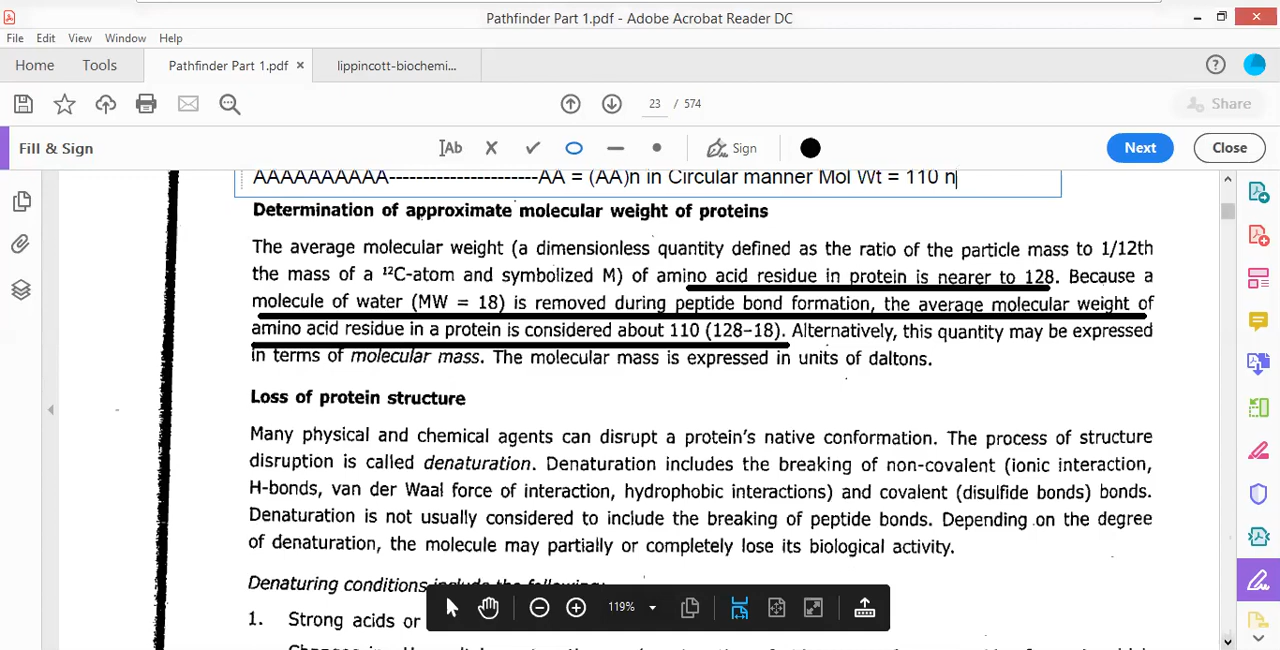 Pathfinder Part 1.pdf - Adobe Acrobat Reader DC
File Edit View Window Help
Home Tools Pathfinder Part 1.pdf × lippincott-biochemi...
23 / 574
Share
Fill & Sign
Sign
Next
Close
AAAAAAAAAA-----------------------AA = (AA)n in Circular manner Mol Wt = 110 n
Determination of approximate molecular weight of proteins
The average molecular weight (a dimensionless quantity defined as the ratio of the particle mass to 1/12th
the mass of a ¹²C-atom and symbolized M) of amino acid residue in protein is nearer to 128. Because a
molecule of water (MW = 18) is removed during peptide bond formation, the average molecular weight of
amino acid residue in a protein is considered about 110 (128–18). Alternatively, this quantity may be expressed
in terms of molecular mass. The molecular mass is expressed in units of daltons.
Loss of protein structure
Many physical and chemical agents can disrupt a protein's native conformation. The process of structure
disruption is called denaturation. Denaturation includes the breaking of non-covalent (ionic interaction,
H-bonds, van der Waal force of interaction, hydrophobic interactions) and covalent (disulfide bonds) bonds.
Denaturation is not usually considered to include the breaking of peptide bonds. Depending on the degree
of denaturation, the molecule may partially or completely lose its biological activity.
Denaturing conditions include the following:
119%
1. Strong acids or